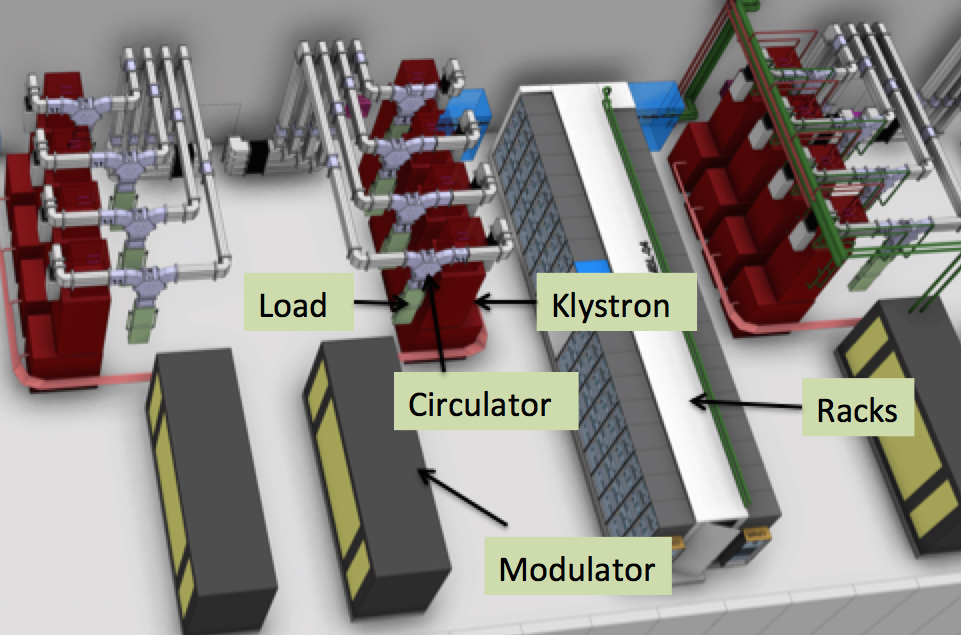 Load
Klystron
Circulator
Racks
Modulator